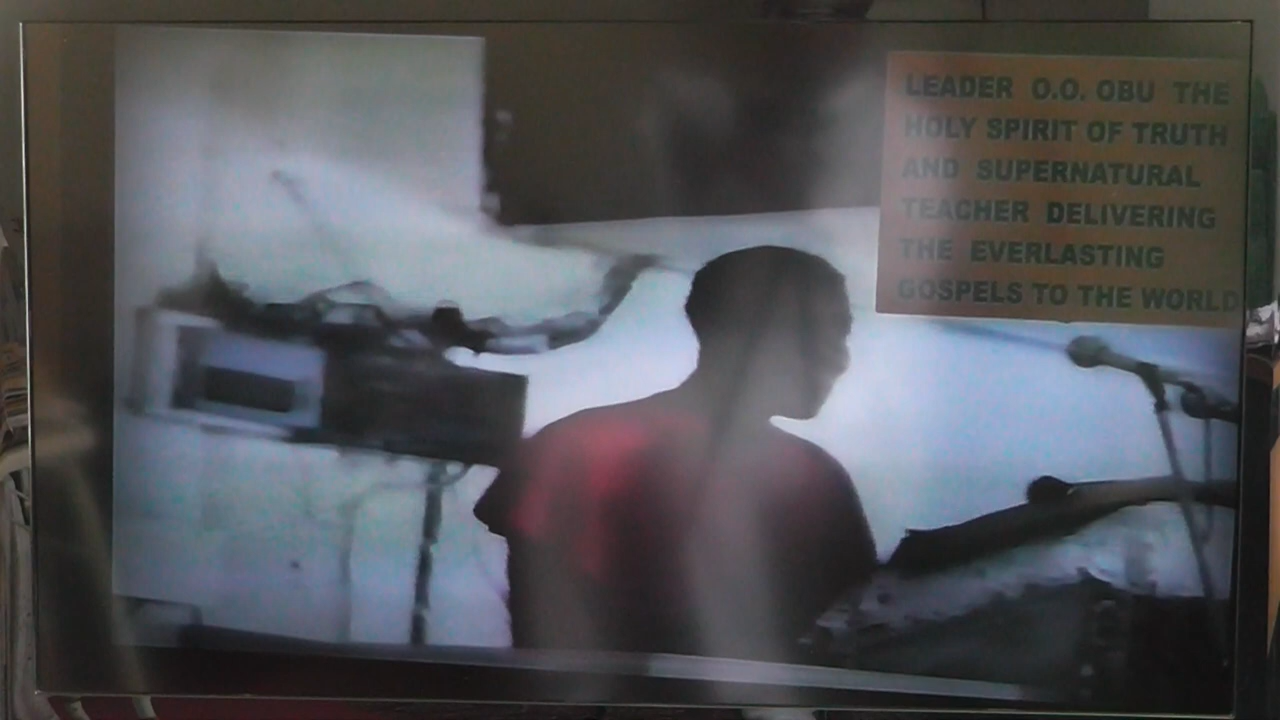 LEADER O.O. OBU THE
HOLY SPIRIT OF TRUTH
AND SUPERNATURAL
TEACHER DELIVERING
THE EVERLASTING
GOSPELS TO THE WORLD